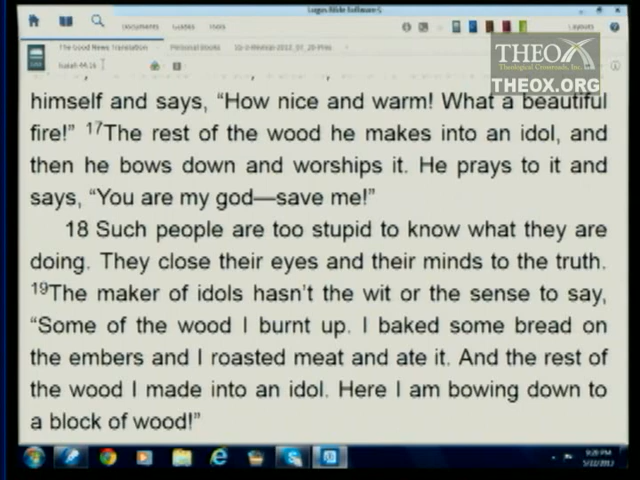 Logos Bible Software 5
Documents Guides Tools Layouts
The Good News Translation Personal Books
Isaiah 44.16
THEOX
THEOX.ORG
himself and says, “How nice and warm! What a beautiful
fire!” 17The rest of the wood he makes into an idol, and
then he bows down and worships it. He prays to it and
says, “You are my god—save me!”
18 Such people are too stupid to know what they are
doing. They close their eyes and their minds to the truth.
19The maker of idols hasn’t the wit or the sense to say,
“Some of the wood I burnt up. I baked some bread on
the embers and I roasted meat and ate it. And the rest of
the wood I made into an idol. Here I am bowing down to
a block of wood!”